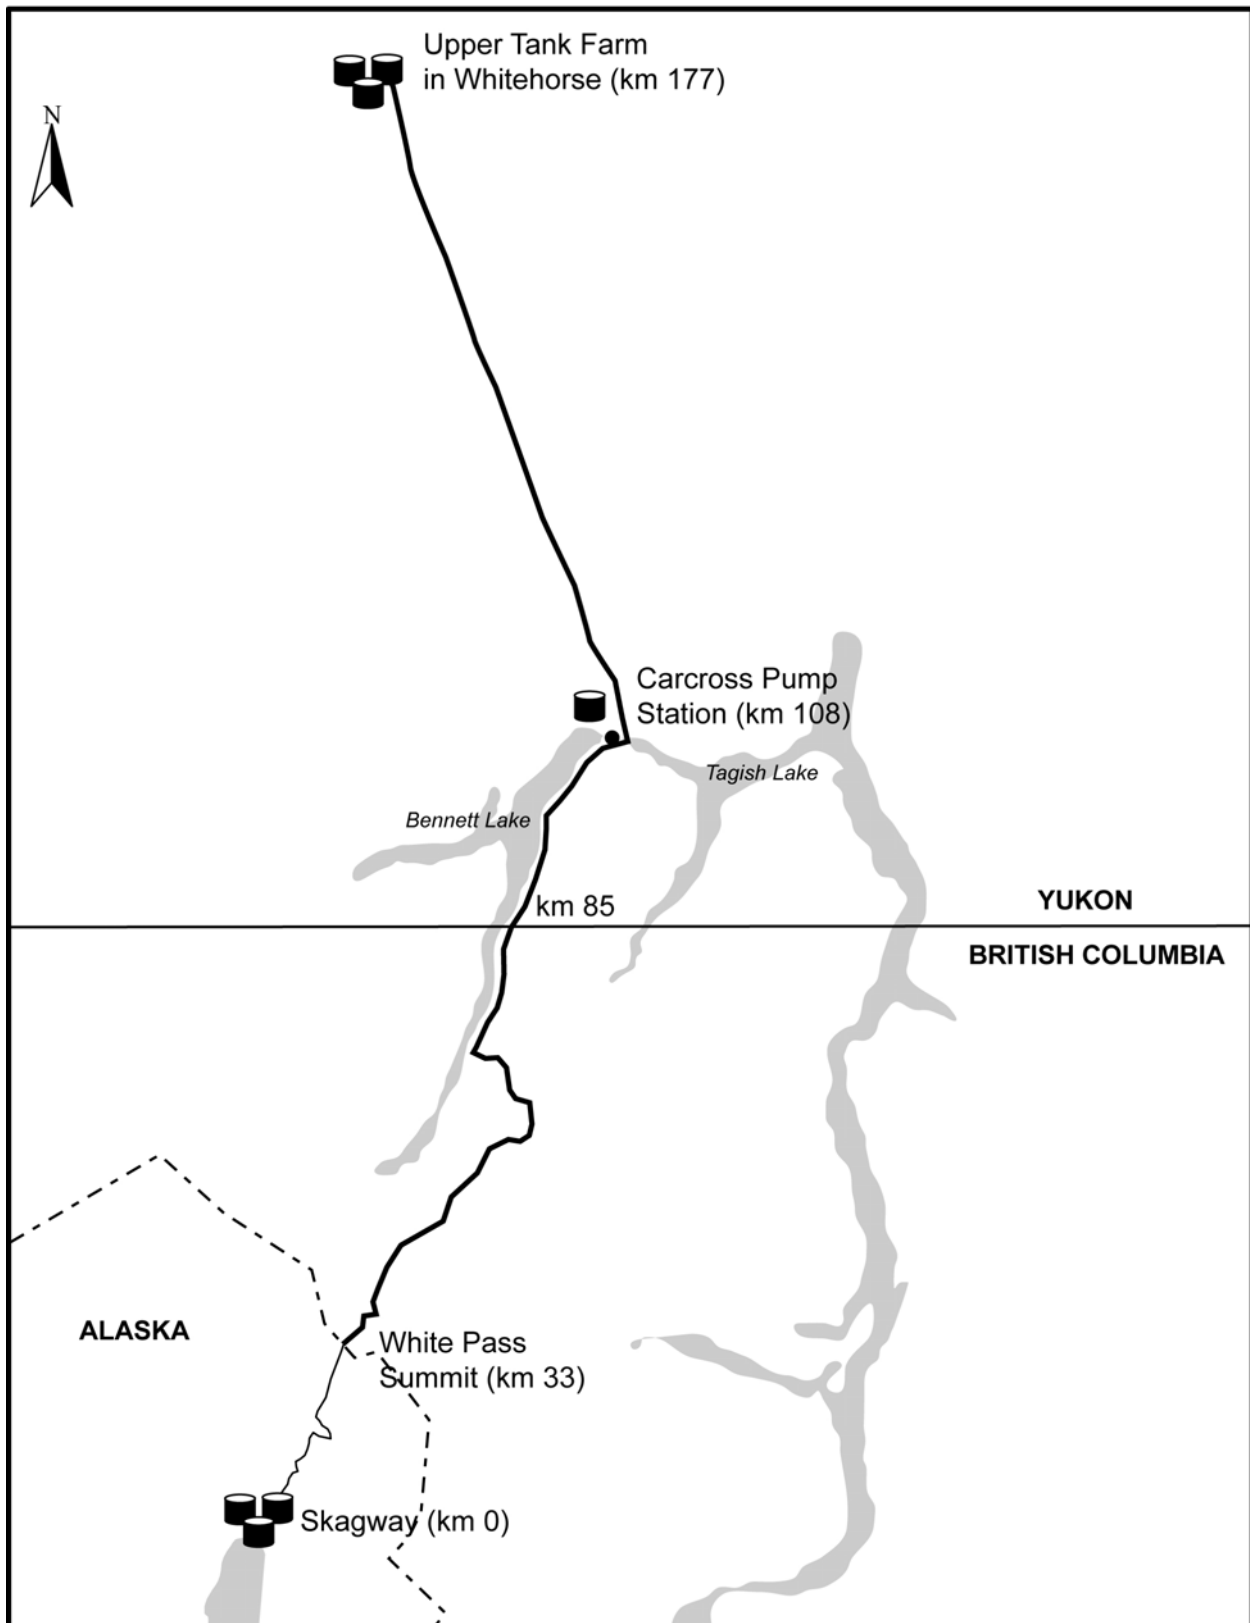 Upper Tank Farm
in Whitehorse (km 177)
N
Carcross Pump
Station (km 108)
Tagish Lake
Bennett Lake
km 85
YUKON
BRITISH COLUMBIA
ALASKA
White Pass
Summit (km 33)
Skagway (km 0)